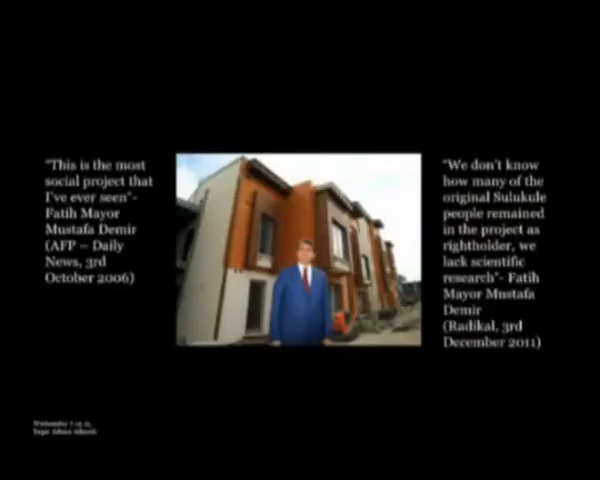 "This is the most
social project that
I've ever seen"-
Fatih Mayor
Mustafa Demir
(AFP – Daily
News, 3rd
October 2006)
"We don't know
how many of the
original Sulukule
people remained
in the project as
rightholder, we
lack scientific
research"- Fatih
Mayor Mustafa
Demir
(Radikal, 3rd
December 2011)